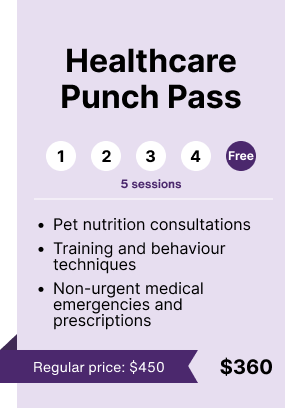 Healthcare
Punch Pass
1 2 3 4 Free
5 sessions
• Pet nutrition consultations
• Training and behaviour
techniques
• Non-urgent medical
emergencies and
prescriptions
Regular price: $450 $360